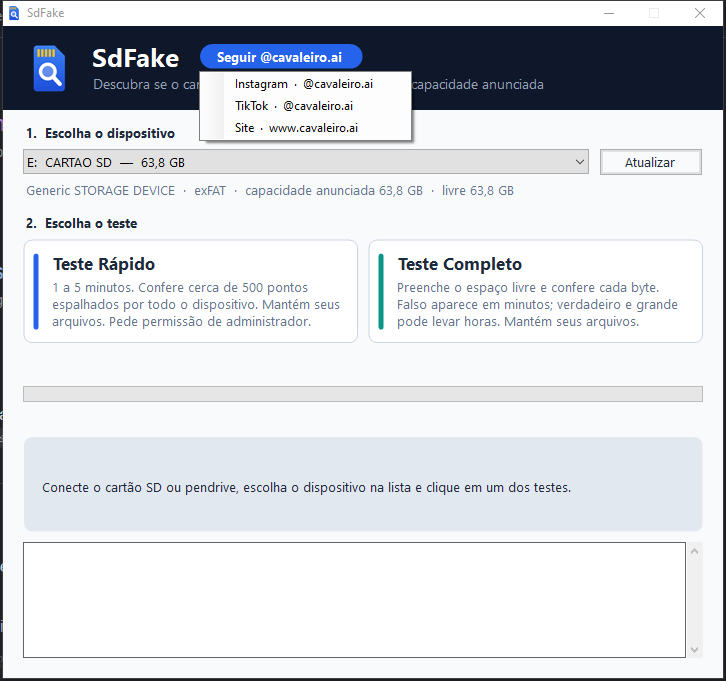 SdFake
SdFake
Seguir @cavaleiro.ai
Descubra se o ca
capacidade anunciada
Instagram · @cavaleiro.ai
TikTok · @cavaleiro.ai
Site · www.cavaleiro.ai
1. Escolha o dispositivo
E: CARTAO SD — 63,8 GB
Atualizar
Generic STORAGE DEVICE · exFAT · capacidade anunciada 63,8 GB · livre 63,8 GB
2. Escolha o teste
Teste Rápido
1 a 5 minutos. Confere cerca de 500 pontos
espalhados por todo o dispositivo. Mantém seus
arquivos. Pede permissão de administrador.
Teste Completo
Preenche o espaço livre e confere cada byte.
Falso aparece em minutos; verdadeiro e grande
pode levar horas. Mantém seus arquivos.
Conecte o cartão SD ou pendrive, escolha o dispositivo na lista e clique em um dos testes.